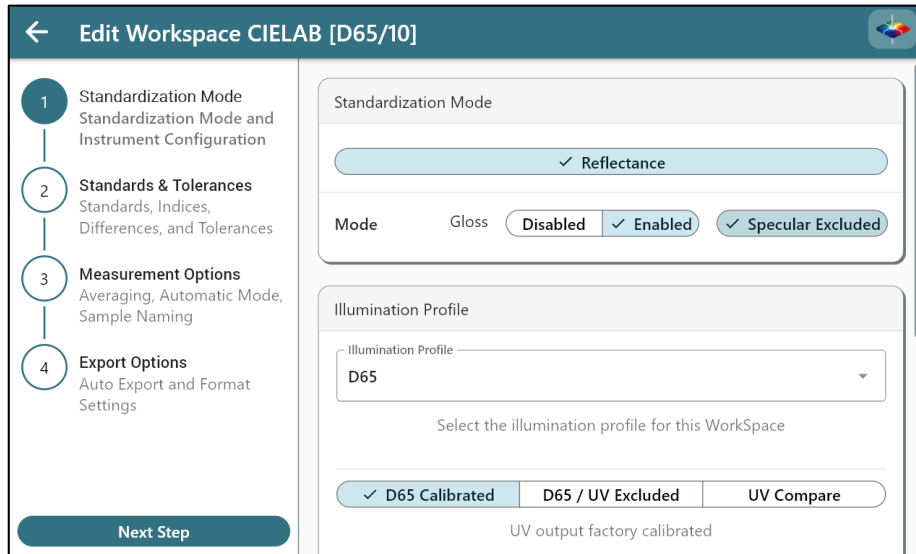 Edit Workspace CIELAB [D65/10]
1
Standardization Mode
Standardization Mode and
Instrument Configuration
2
Standards & Tolerances
Standards, Indices,
Differences, and Tolerances
3
Measurement Options
Averaging, Automatic Mode,
Sample Naming
4
Export Options
Auto Export and Format
Settings
Next Step
Standardization Mode
Reflectance
Mode Gloss Disabled Enabled Specular Excluded
Illumination Profile
Illumination Profile
D65
Select the illumination profile for this WorkSpace
D65 Calibrated D65 / UV Excluded UV Compare
UV output factory calibrated